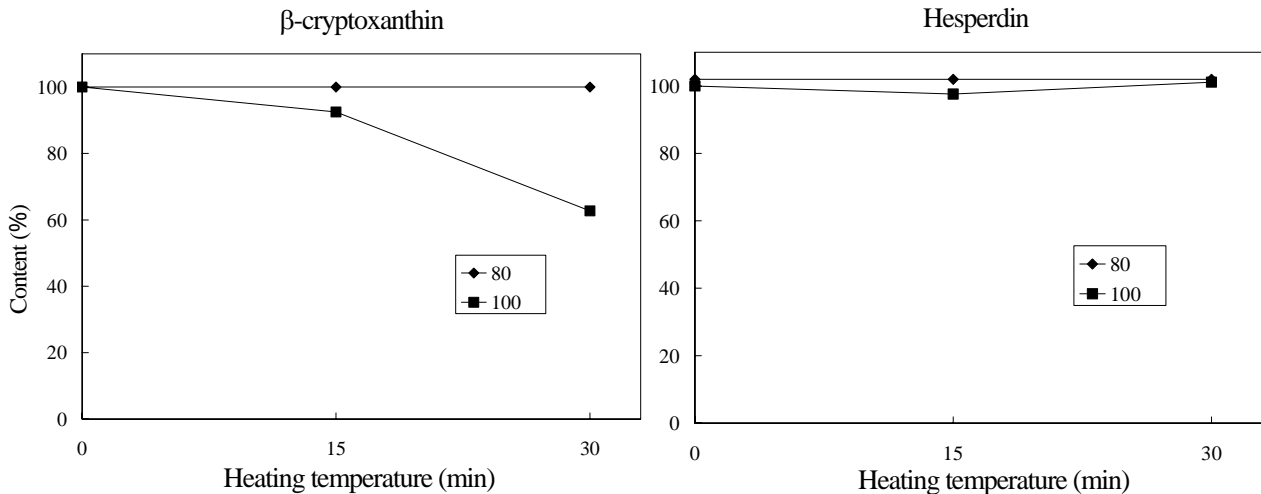 β-cryptoxanthin
Content (%)
100
80
60
40
20
0
0 15 30
80
100
Heating temperature (min)
Hesperdin
100
80
60
40
20
0
0 15 30
80
100
Heating temperature (min)